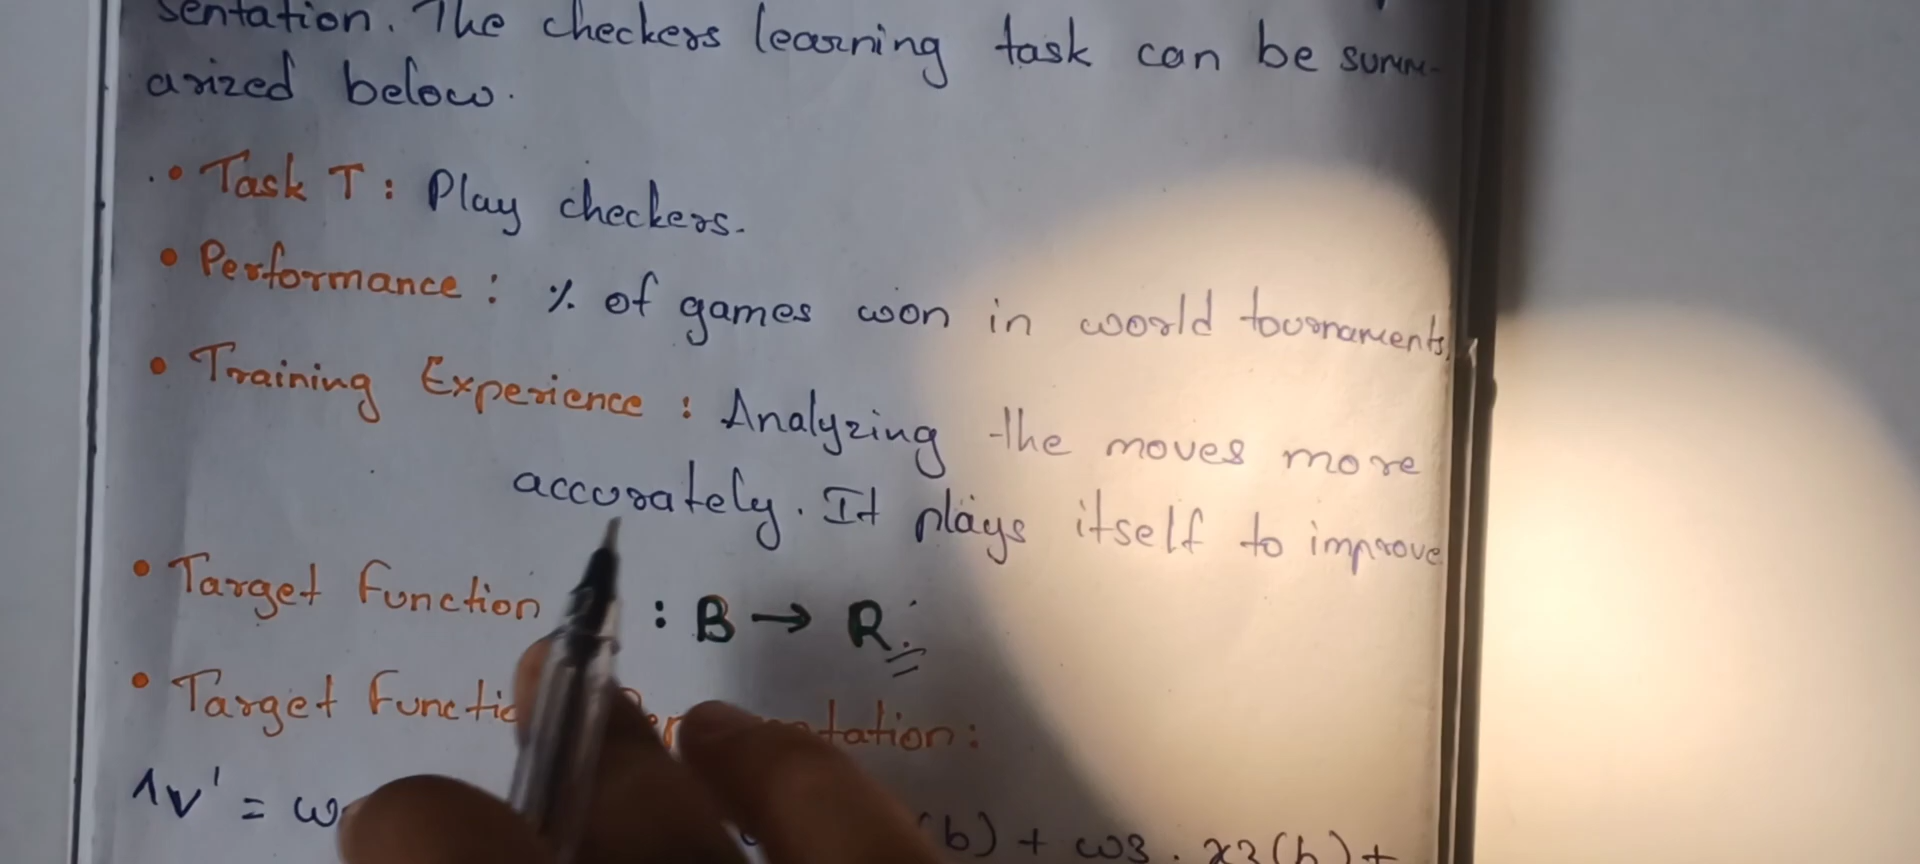 sentation. The checkers learning task can be summ-
arized below.
• Task T : Play checkers.
• Performance : % of games won in world tournaments.
• Training Experience : Analyzing the moves more
accurately. It plays itself to improve
• Target function : B → R.
• Target functi tation:
V' = w (b) + w3 . x3(b) +